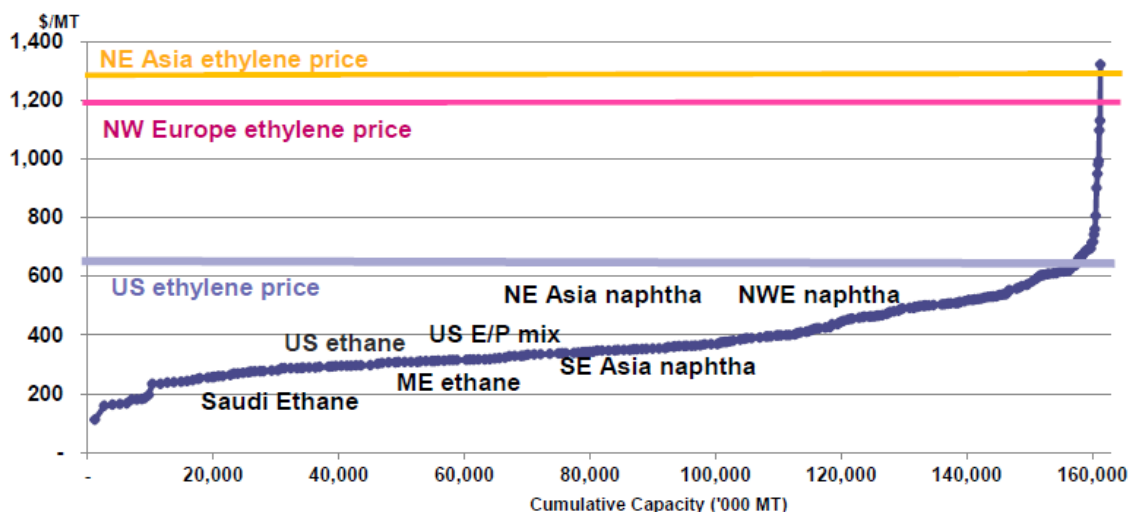 $/MT
1,400
NE Asia ethylene price
1,200
NW Europe ethylene price
1,000
800
600
US ethylene price
NE Asia naphtha
NWE naphtha
400
US ethane
US E/P mix
ME ethane
SE Asia naphtha
200
Saudi Ethane
-
-
20,000
40,000
60,000
80,000
100,000
120,000
140,000
160,000
Cumulative Capacity ('000 MT)